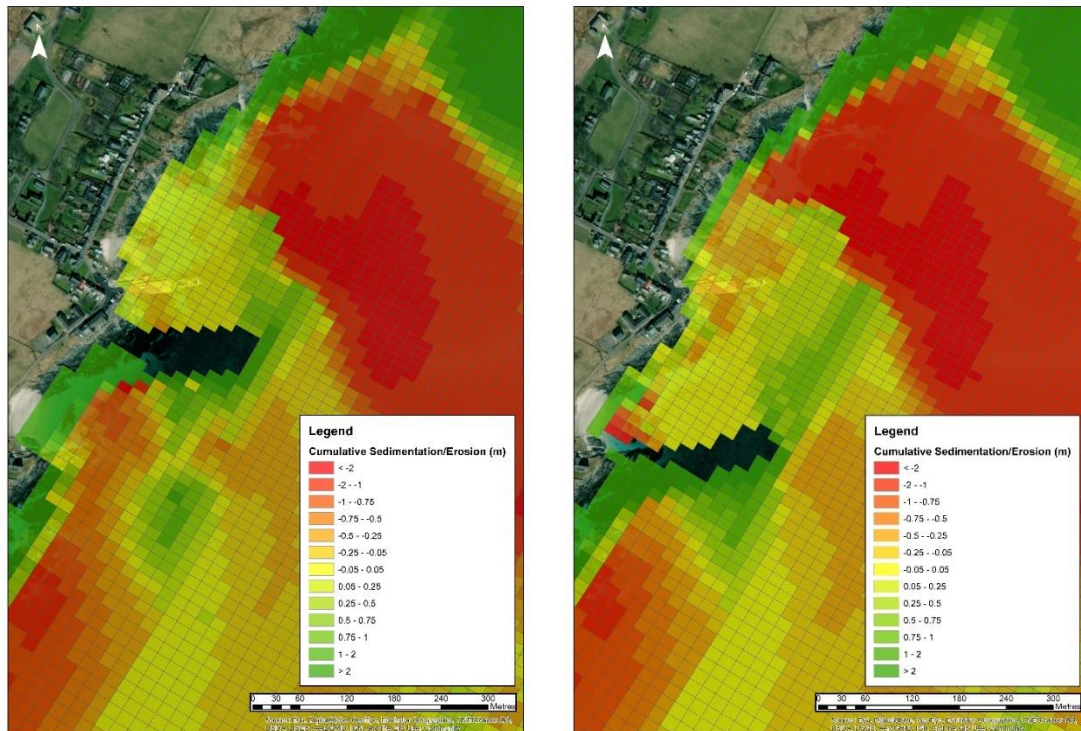 N
Legend
Cumulative Sedimentation/Erosion (m)
< -2
-2 - -1
-1 - -0.75
-0.75 - -0.5
-0.5 - -0.25
-0.25 - -0.05
-0.05 - 0.05
0.05 - 0.25
0.25 - 0.5
0.5 - 0.75
0.75 - 1
1 - 2
> 2
0 30 60 120 180 240 300
Metres
N
Legend
Cumulative Sedimentation/Erosion (m)
< -2
-2 - -1
-1 - -0.75
-0.75 - -0.5
-0.5 - -0.25
-0.25 - -0.05
-0.05 - 0.05
0.05 - 0.25
0.25 - 0.5
0.5 - 0.75
0.75 - 1
1 - 2
> 2
0 30 60 120 180 240 300
Metres